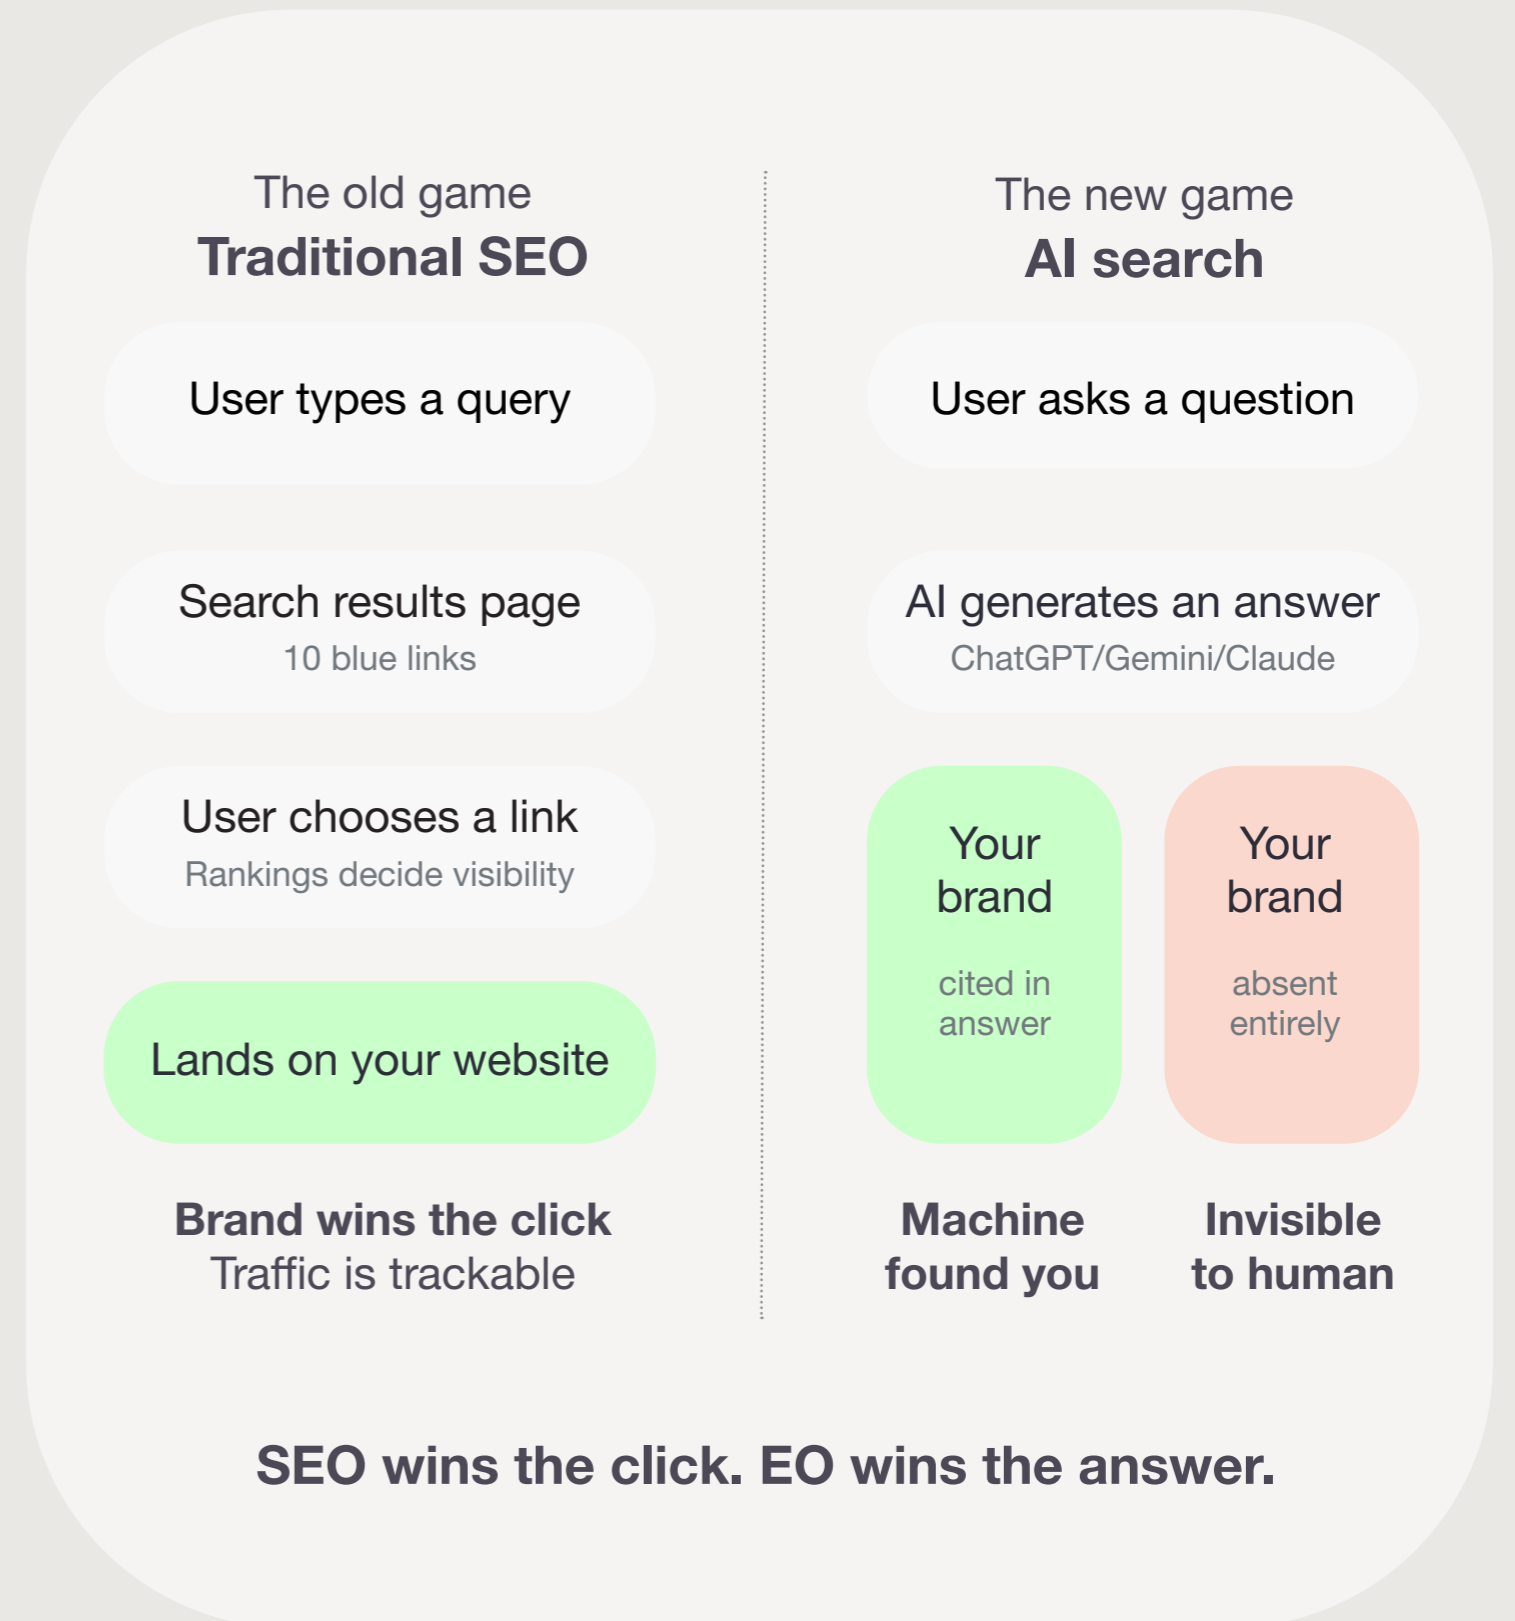 The old game
Traditional SEO
User types a query
Search results page
10 blue links
User chooses a link
Rankings decide visibility
Lands on your website
Brand wins the click
Traffic is trackable
The new game
AI search
User asks a question
AI generates an answer
ChatGPT/Gemini/Claude
Your
brand
cited in
answer
Machine
found you
Your
brand
absent
entirely
Invisible
to human
SEO wins the click. EO wins the answer.